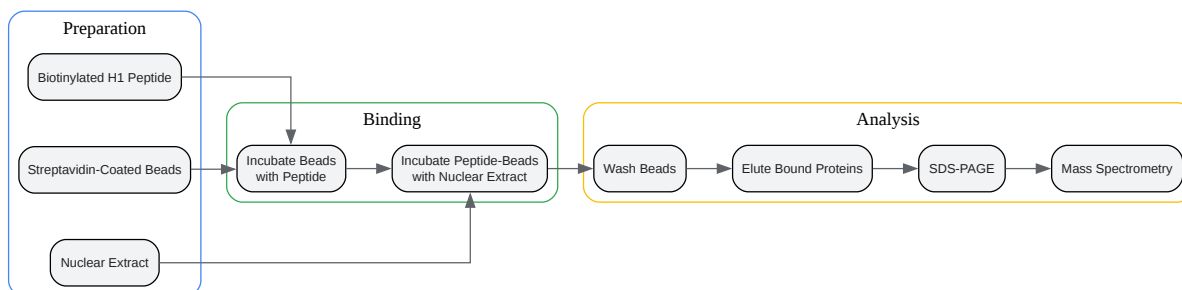 Preparation
Biotinylated H1 Peptide
Binding
Analysis
Streptavidin-Coated Beads
Incubate Beads
with Peptide
Incubate Peptide-Beads
with Nuclear Extract
Wash Beads
Elute Bound Proteins
SDS-PAGE
Mass Spectrometry
Nuclear Extract